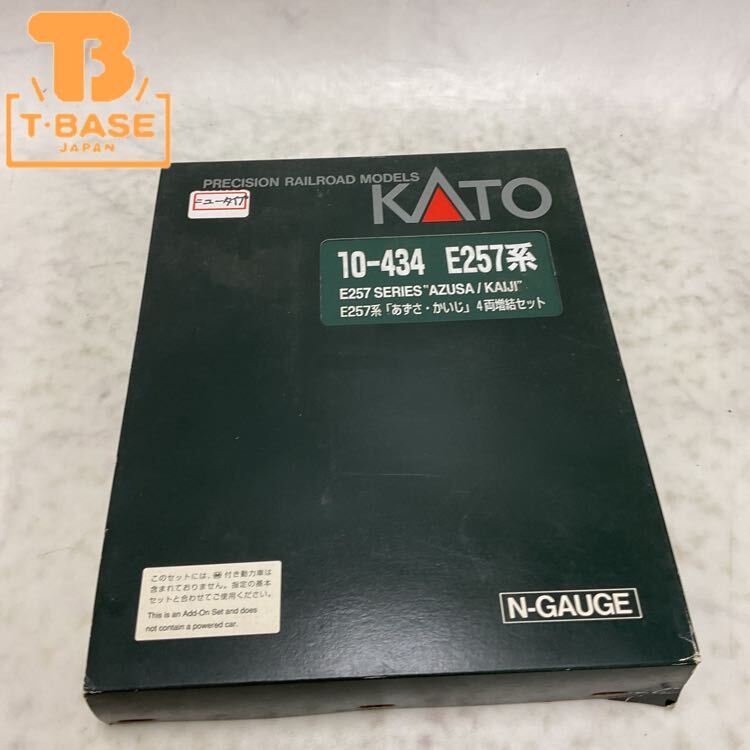 TB
T·BASE
JAPAN
PRECISION RAILROAD MODELS
KATO
ニュータイプ
10-434 E257系
E257 SERIES "AZUSA / KAIJI"
E257系「あずさ・かいじ」4両増結セット
このセットには、Ⓜ付き動力車は
含まれておりません。指定の基本
セットと合わせてご使用ください。
This is an Add-On Set and does
not contain a powered car.
N-GAUGE